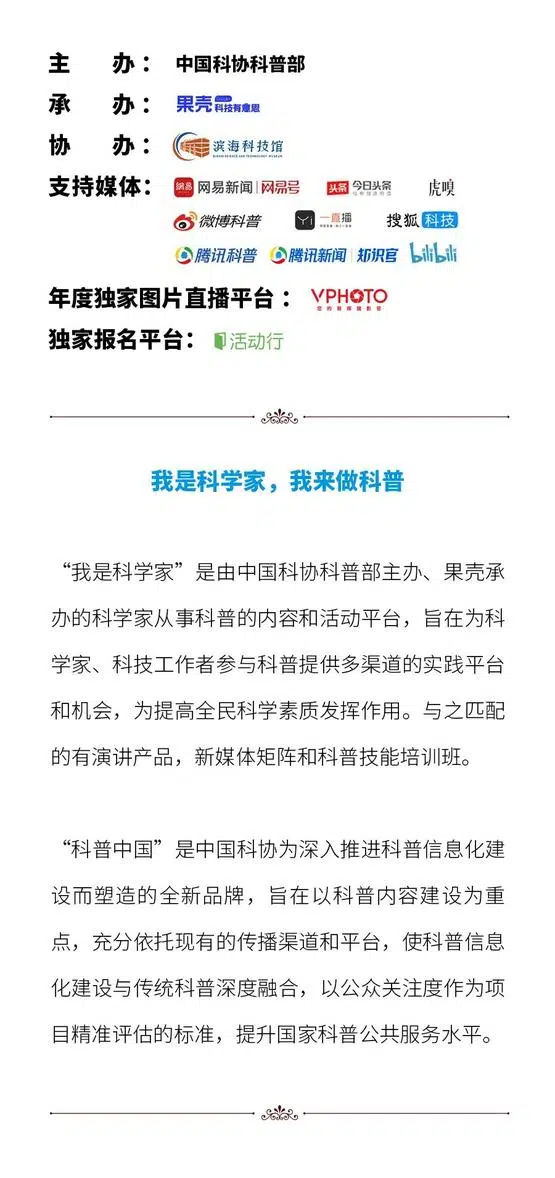 主 办： 中国科协科普部
承 办： 果壳 科技有意思
协 办： 滨海科技馆
支持媒体： 网易 网易新闻 | 网易号 头条 今日头条 虎嗅
微博科普 一直播 搜狐科技
腾讯科普 腾讯新闻 | 知识官 bilibili
年度独家图片直播平台： VPHOTO
独家报名平台： 活动行
我是科学家，我来做科普
“我是科学家”是由中国科协科普部主办、果壳承
办的科学家从事科普的内容和活动平台，旨在为科
学家、科技工作者参与科普提供多渠道的实践平台
和机会，为提高全民科学素质发挥作用。与之匹配
的有演讲产品，新媒体矩阵和科普技能培训班。
“科普中国”是中国科协为深入推进科普信息化建
设而塑造的全新品牌，旨在以科普内容建设为重
点，充分依托现有的传播渠道和平台，使科普信息
化建设与传统科普深度融合，以公众关注度作为项
目精准评估的标准，提升国家科普公共服务水平。